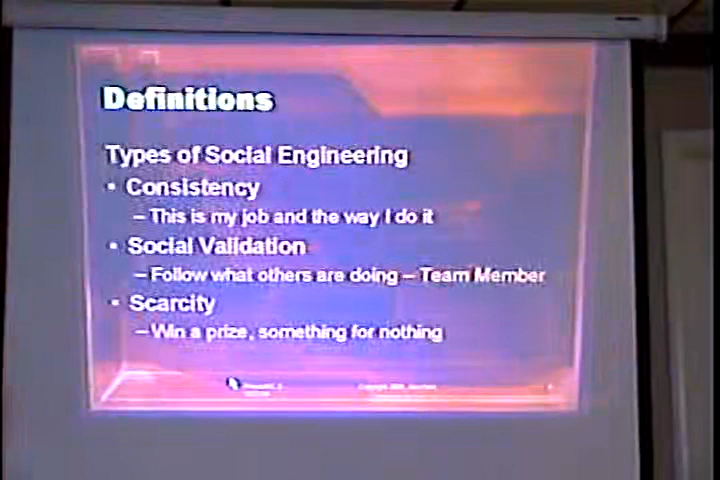 Definitions
Types of Social Engineering
• Consistency
– This is my job and the way I do it
• Social Validation
– Follow what others are doing – Team Member
• Scarcity
– Win a prize, something for nothing